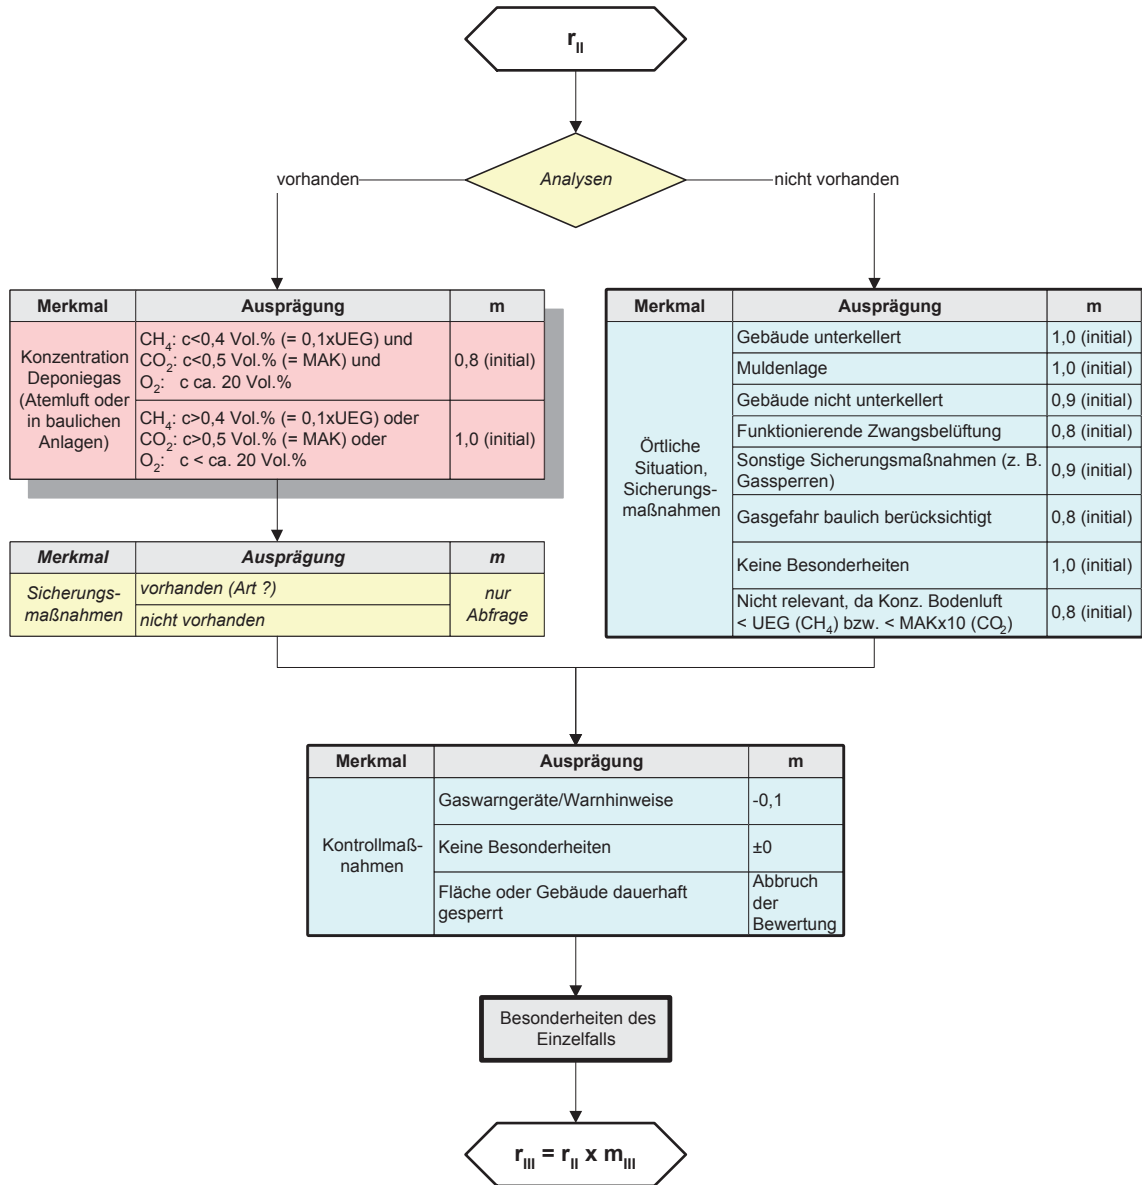 r_II
Analysen
vorhanden
nicht vorhanden
Merkmal Ausprägung m
Konzentration
Deponiegas
(Atemluft oder
in baulichen
Anlagen)
CH₄: c<0,4 Vol.% (= 0,1xUEG) und
CO₂: c<0,5 Vol.% (= MAK) und
O₂: c ca. 20 Vol.%
0,8 (initial)
CH₄: c>0,4 Vol.% (= 0,1xUEG) oder
CO₂: c>0,5 Vol.% (= MAK) oder
O₂: c < ca. 20 Vol.%
1,0 (initial)
Merkmal Ausprägung m
Sicherungs-
maßnahmen
vorhanden (Art ?)
nicht vorhanden
nur
Abfrage
Merkmal Ausprägung m
Örtliche
Situation,
Sicherungs-
maßnahmen
Gebäude unterkellert 1,0 (initial)
Muldenlage 1,0 (initial)
Gebäude nicht unterkellert 0,9 (initial)
Funktionierende Zwangsbelüftung 0,8 (initial)
Sonstige Sicherungsmaßnahmen (z. B.
Gassperren)
0,9 (initial)
Gasgefahr baulich berücksichtigt 0,8 (initial)
Keine Besonderheiten 1,0 (initial)
Nicht relevant, da Konz. Bodenluft
< UEG (CH₄) bzw. < MAKx10 (CO₂)
0,8 (initial)
Merkmal Ausprägung m
Kontrollmaß-
nahmen
Gaswarngeräte/Warnhinweise -0,1
Keine Besonderheiten ±0
Fläche oder Gebäude dauerhaft
gesperrt
Abbruch
der
Bewertung
Besonderheiten des
Einzelfalls
r_III = r_II x m_III